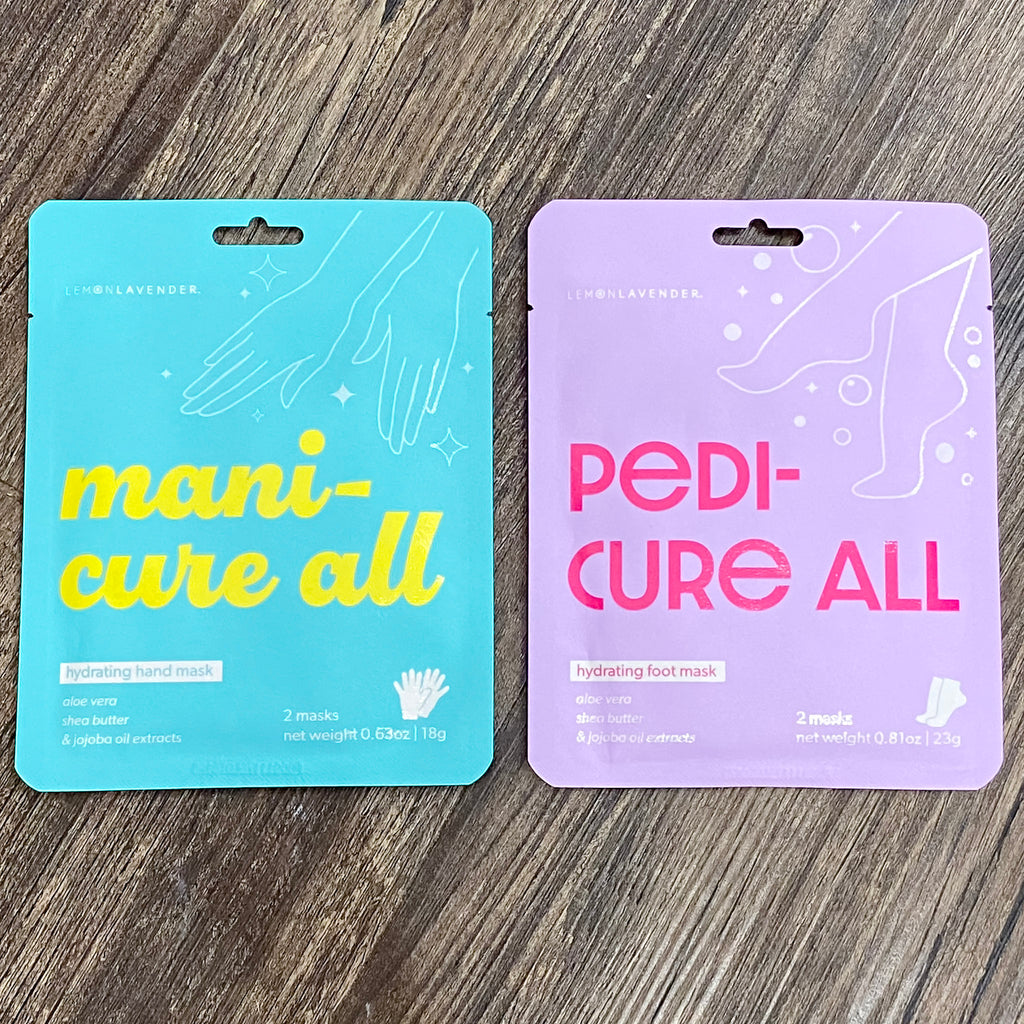 LEMONLAVENDER.
mani-
cure all
hydrating hand mask
aloe vera
shea butter
& jojoba oil extracts
2 masks
net weight 0.63oz | 18g
LEMONLAVENDER.
PeDI-
CURe ALL
hydrating foot mask
aloe vera
shea butter
& jojoba oil extracts
2 masks
net weight 0.81oz | 23g